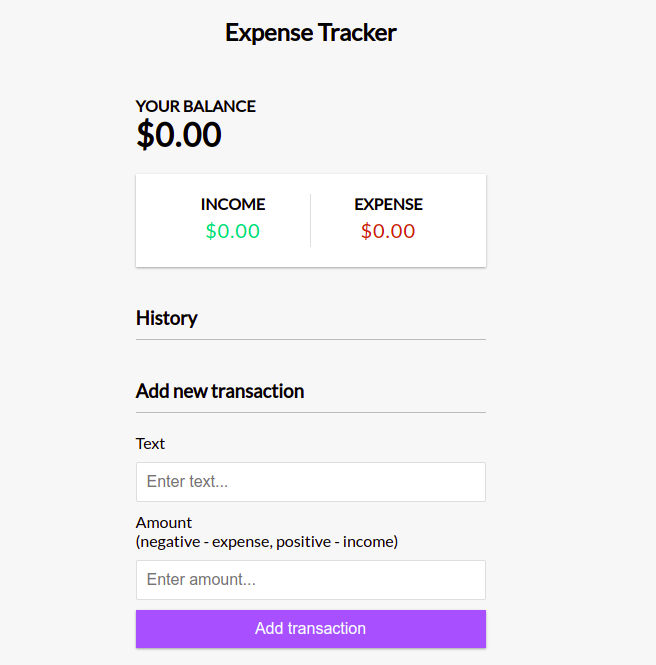 Expense Tracker
YOUR BALANCE
$0.00
INCOME
EXPENSE
$0.00
$0.00
History
Add new transaction
Text
Enter text...
Amount
(negative - expense, positive - income)
Enter amount...
Add transaction